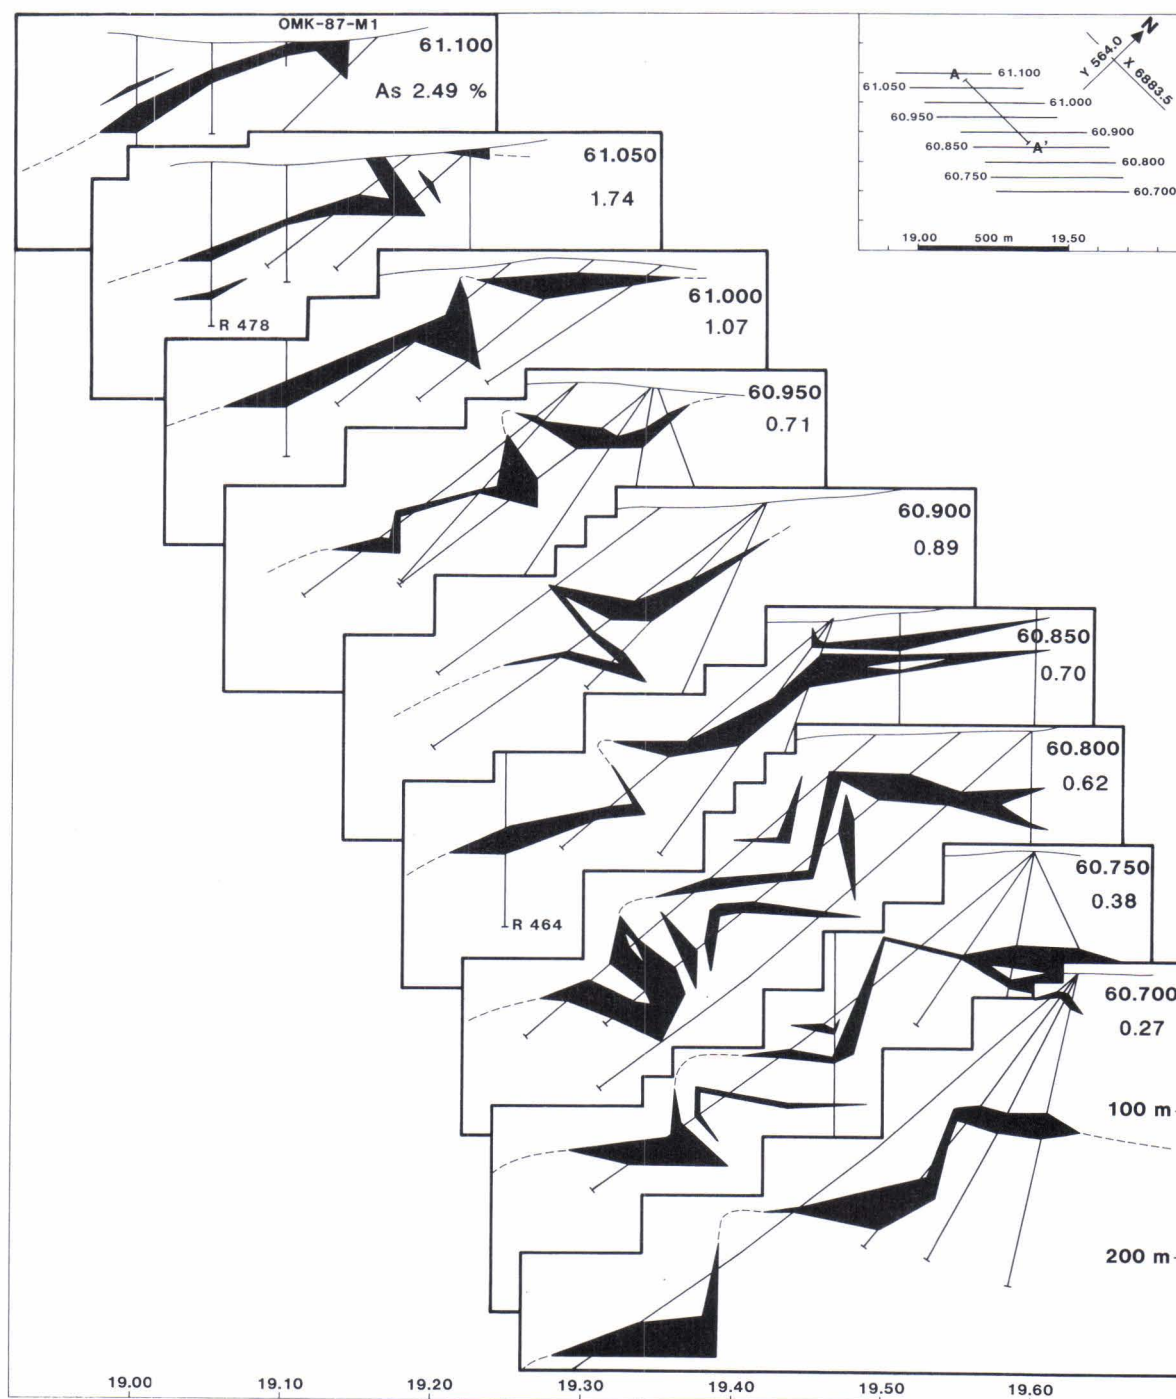 OMK-87-M1
61.100
As 2.49 %
61.050
1.74
R 478
61.000
1.07
60.950
0.71
60.900
0.89
60.850
0.70
R 464
60.800
0.62
60.750
0.38
60.700
0.27
100 m
200 m
19.00 19.10 19.20 19.30 19.40 19.50 19.60
N
Y 564.0
X 6883.5
A 61.100
61.050
61.000
60.950
60.900
60.850 A'
60.800
60.750
60.700
19.00 500 m 19.50